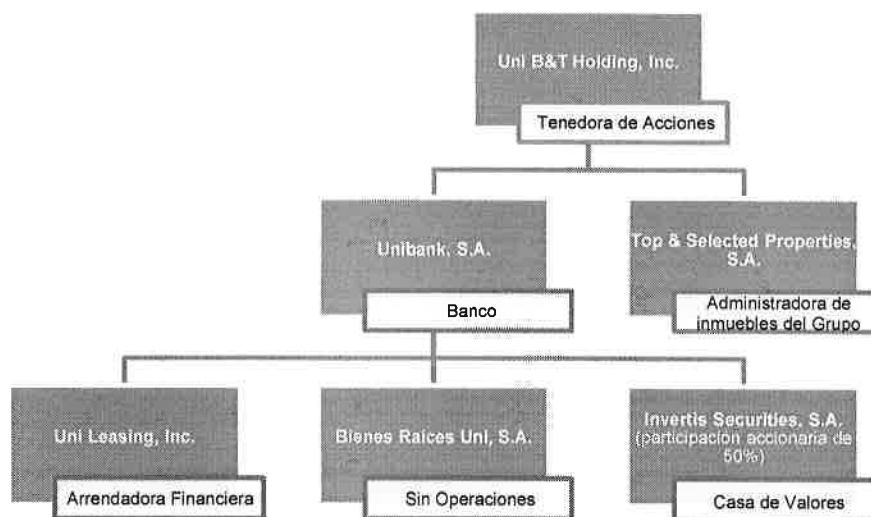 Uni B&T Holding, Inc.
Tenedora de Acciones
Unibank, S.A.
Banco
Top & Selected Properties,
S.A.
Administradora de
inmuebles del Grupo
Uni Leasing, Inc.
Arrendadora Financiera
Bienes Raíces Uni, S.A.
Sin Operaciones
Invertis Securities, S.A.
(participación accionaria de
50%)
Casa de Valores